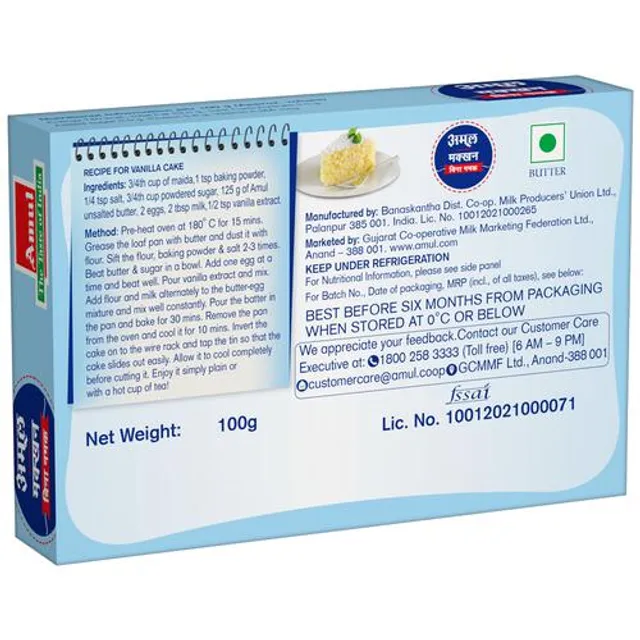 Amul
The Taste of India
RECIPE FOR VANILLA CAKE
Ingredients: 3/4th cup of maida,1 tsp baking powder,
1/4 tsp salt, 3/4th cup powdered sugar, 125 g of Amul
unsalted butter, 2 eggs, 2 tbsp milk,1/2 tsp vanilla extract
Method: Pre-heat oven at 180°C for 15 mins.
Grease the loaf pan with butter and dust it with
flour. Sift the flour, baking powder & salt 2-3 times.
Beat butter & sugar in a bowl. Add one egg at a
time and beat well. Pour vanilla extract and mix.
Add flour and milk alternately to the butter-egg
mixture and mix well constantly. Pour the batter in
the pan and bake for 30 mins. Remove the pan
from the oven and cool it for 10 mins. Invert the
cake on to the wire rack and tap the tin so that the
cake slides out easily. Allow it to cool completely
before cutting it. Enjoy it simply plain or
with a hot cup of tea!
Net Weight: 100g
अमूल
मक्खन
बिना नमक
BUTTER
Manufactured by: Banaskantha Dist. Co-op. Milk Producers' Union Ltd.,
Palanpur 385 001. India. Lic. No. 10012021000265
Marketed by: Gujarat Co-operative Milk Marketing Federation Ltd.,
Anand – 388 001. www.amul.com
KEEP UNDER REFRIGERATION
For Nutritional Information, please see side panel
For Batch No., Date of packaging, MRP (incl., of all taxes), see below:
BEST BEFORE SIX MONTHS FROM PACKAGING
WHEN STORED AT 0°C OR BELOW
We appreciate your feedback.Contact our Customer Care
Executive at: 1800 258 3333 (Toll free) [6 AM – 9 PM]
customercare@amul.coop GCMMF Ltd., Anand-388 001
fssai
Lic. No. 10012021000071